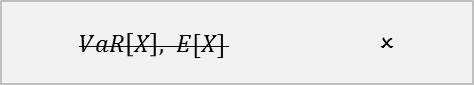 VaR[X], E[X] ×